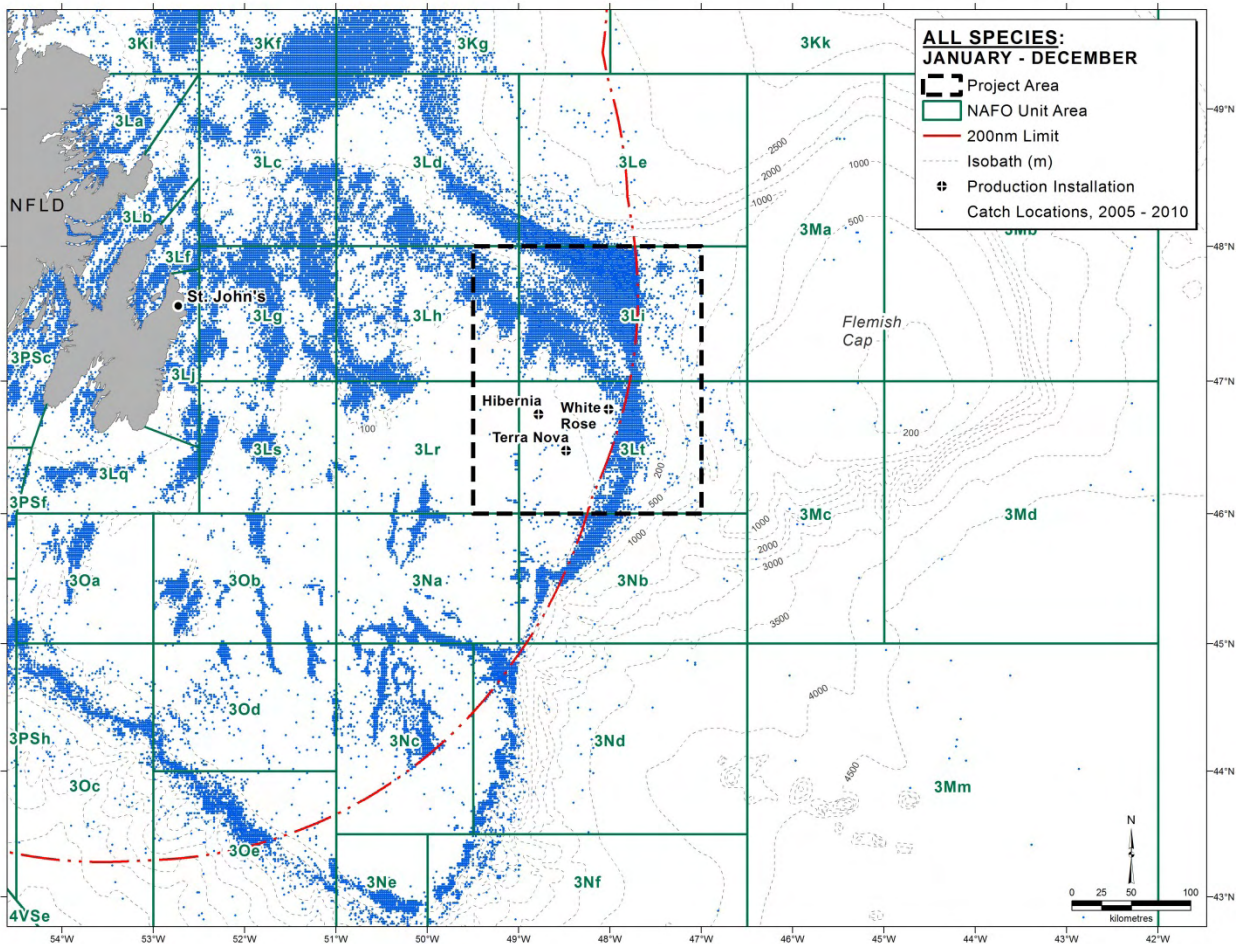 ALL SPECIES:
JANUARY - DECEMBER
Project Area
NAFO Unit Area
200nm Limit
Isobath (m)
Production Installation
Catch Locations, 2005 - 2010
3Ki
3Kf
3Kg
3Kk
3La
3Lc
3Ld
3Le
49°N
2500
2000
1000
1000
2000
1000
500
NFLD
3Lb
3Lf
3Ma
3Mb
48°N
St. John's
3Lg
3Lh
3Li
Flemish
Cap
3PSc
3Lj
47°N
Hibernia
White
Rose
Terra Nova
100
3Ls
3Lr
3Lt
200
200
500
1000
3Lq
3PSf
3Mc
3Md
46°N
1000
2000
3000
3500
3Oa
3Ob
3Na
3Nb
45°N
4000
3Od
3PSh
3Nc
3Nd
3Oc
4500
3Mm
44°N
N
3Oe
3Ne
3Nf
43°N
0 25 50 100
kilometres
4VSe
54°W 53°W 52°W 51°W 50°W 49°W 48°W 47°W 46°W 45°W 44°W 43°W 42°W